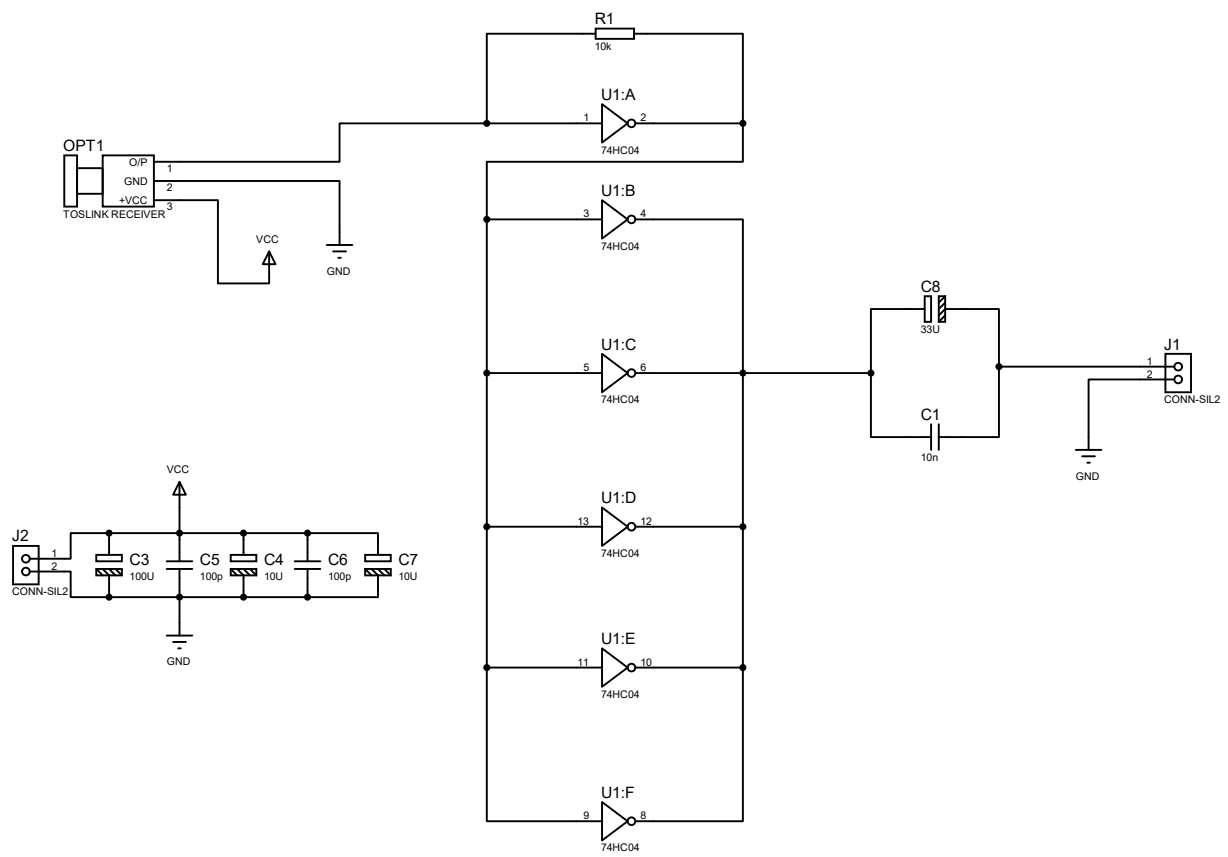 R1
10k
U1:A
1 2
74HC04
OPT1
O/P 1
GND 2
+VCC 3
TOSLINK RECEIVER
VCC
GND
U1:B
3 4
74HC04
C8
33U
U1:C
5 6
74HC04
J1
1
2
CONN-SIL2
C1
10n
GND
VCC
U1:D
13 12
74HC04
J2
1
2
CONN-SIL2
C3
100U
C5
100p
C4
10U
C6
100p
C7
10U
GND
U1:E
11 10
74HC04
U1:F
9 8
74HC04